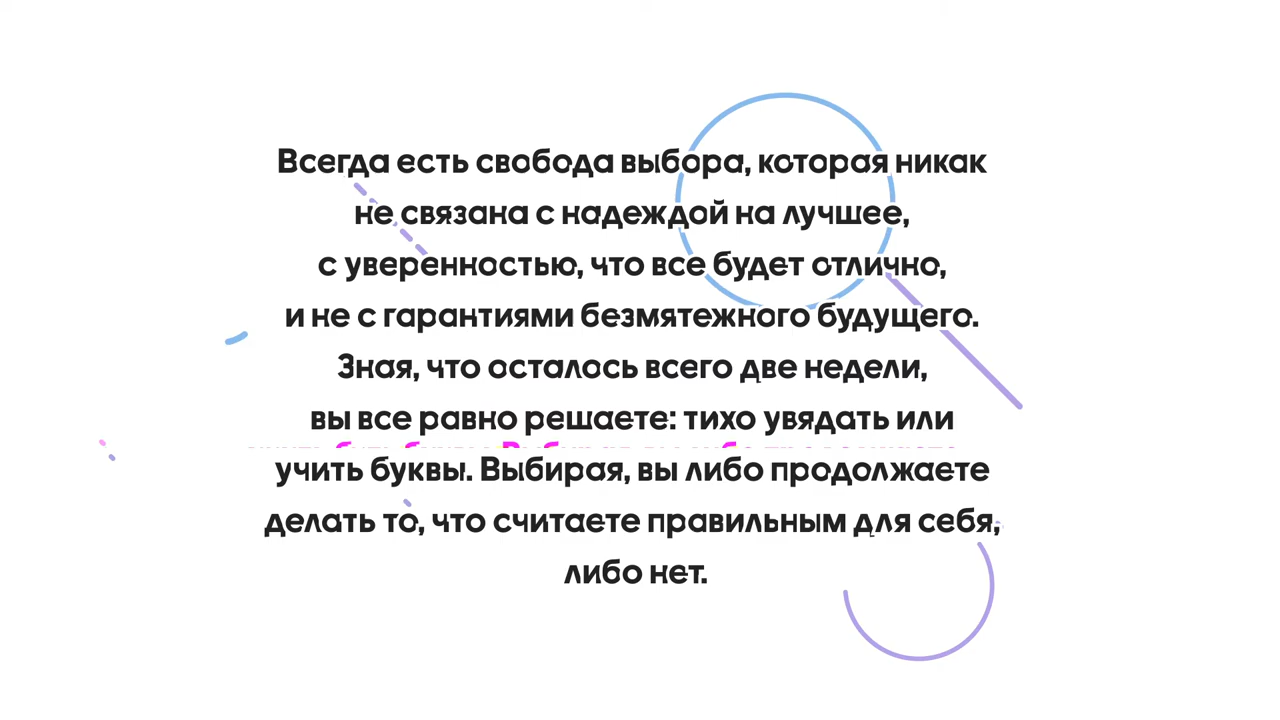 Всегда есть свобода выбора, которая никак
не связана с надеждой на лучшее,
с уверенностью, что все будет отлично,
и не с гарантиями безмятежного будущего.
Зная, что осталось всего две недели,
вы все равно решаете: тихо увядать или
учить буквы. Выбирая, вы либо продолжаете
делать то, что считаете правильным для себя,
либо нет.